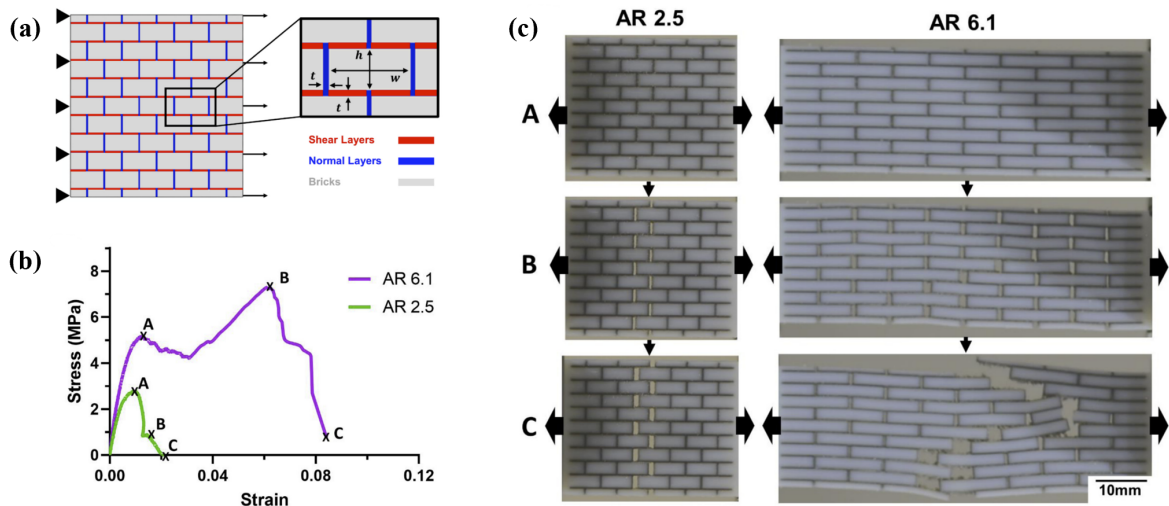 (a)
h
t
w
t
Shear Layers
Normal Layers
Bricks
(b)
8
6
4
2
0
Stress (MPa)
0.00
0.04
0.08
0.12
Strain
AR 6.1
AR 2.5
A
B
C
A
B
C
(c)
AR 2.5
AR 6.1
A
B
C
10mm